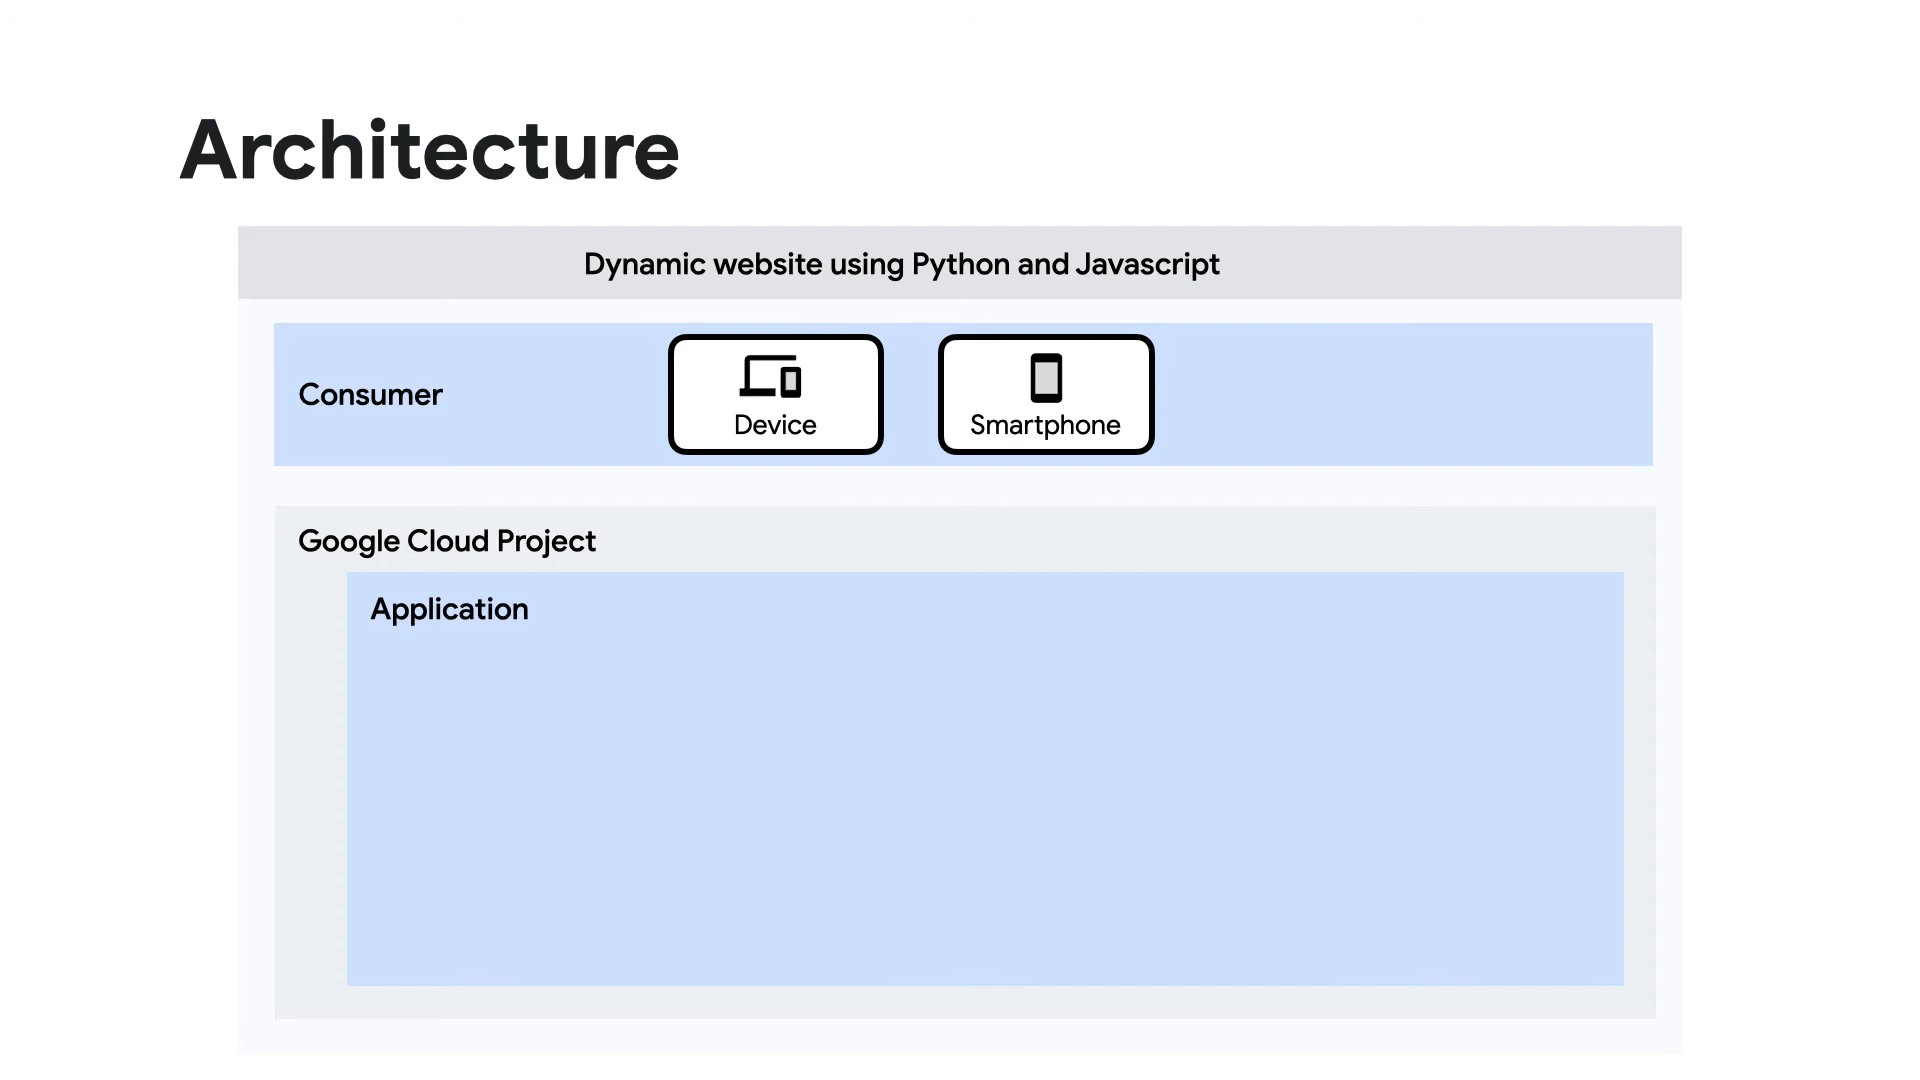 Architecture
Dynamic website using Python and Javascript
Consumer
Device
Smartphone
Google Cloud Project
Application